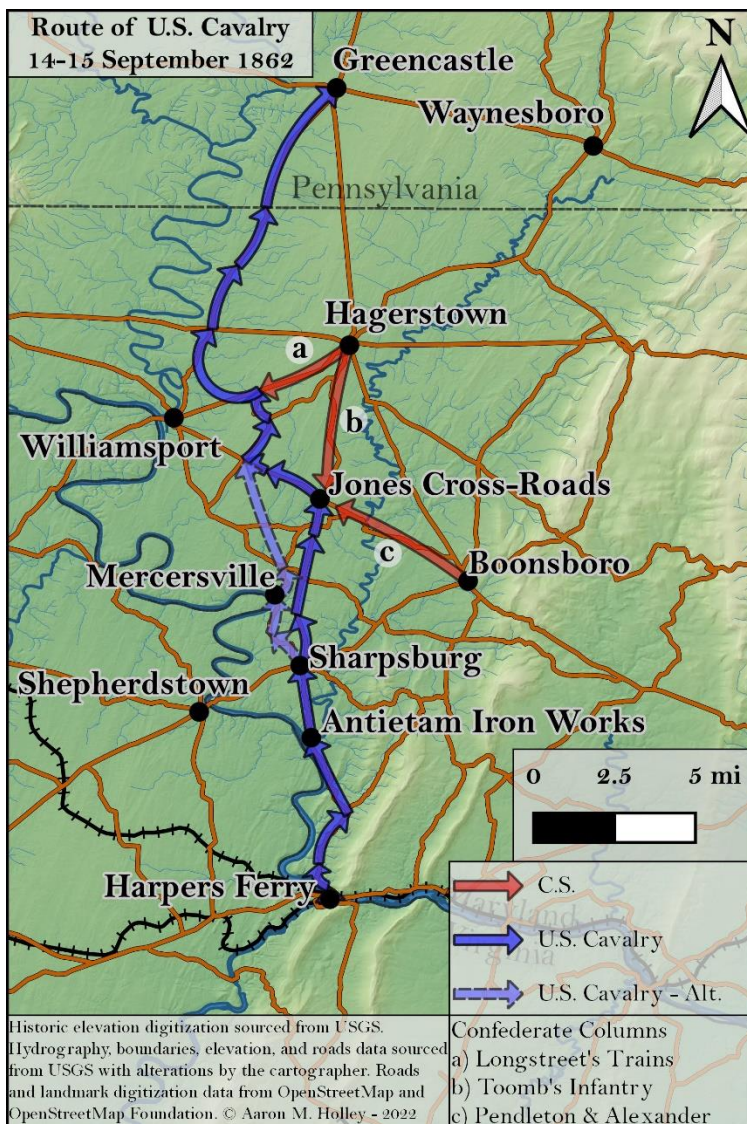 Route of U.S. Cavalry
14-15 September 1862
N
Greencastle
Waynesboro
Pennsylvania
Hagerstown
a
b
Williamsport
Jones Cross-Roads
c
Boonsboro
Mercersville
Sharpsburg
Shepherdstown
Antietam Iron Works
0 2.5 5 mi
Harpers Ferry
Maryland
Virginia
C.S.
U.S. Cavalry
U.S. Cavalry - Alt.
Historic elevation digitization sourced from USGS.
Hydrography, boundaries, elevation, and roads data sourced
from USGS with alterations by the cartographer. Roads
and landmark digitization data from OpenStreetMap and
OpenStreetMap Foundation. © Aaron M. Holley - 2022
Confederate Columns
a) Longstreet's Trains
b) Toomb's Infantry
c) Pendleton & Alexander